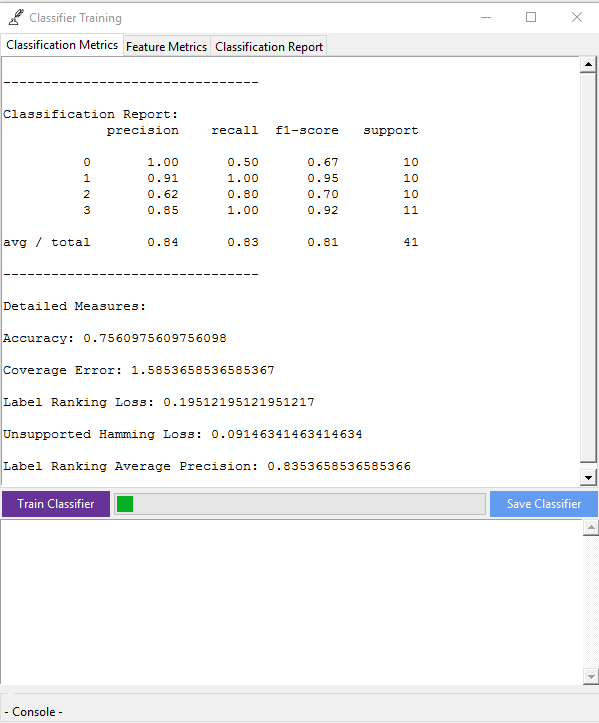 Classifier Training
Classification Metrics Feature Metrics Classification Report
--------------------------------
Classification Report:
precision recall f1-score support
0 1.00 0.50 0.67 10
1 0.91 1.00 0.95 10
2 0.62 0.80 0.70 10
3 0.85 1.00 0.92 11
avg / total 0.84 0.83 0.81 41
--------------------------------
Detailed Measures:
Accuracy: 0.7560975609756098
Coverage Error: 1.5853658536585367
Label Ranking Loss: 0.19512195121951217
Unsupported Hamming Loss: 0.09146341463414634
Label Ranking Average Precision: 0.8353658536585366
Train Classifier Save Classifier
- Console -